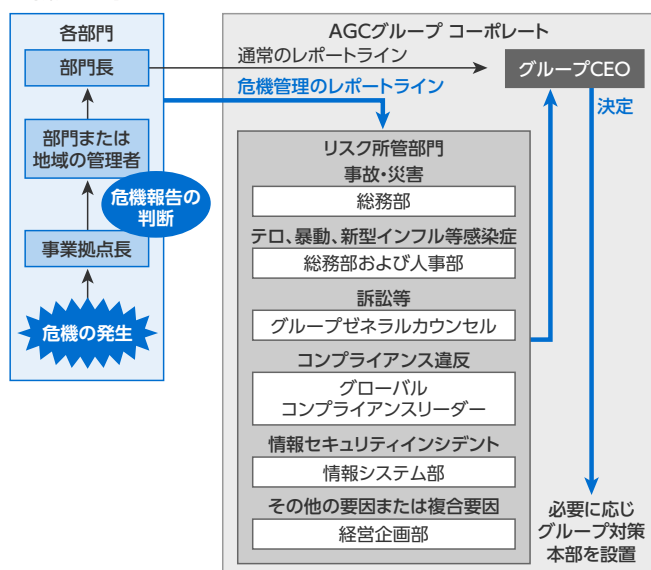 各部門
部門長
部門または
地域の管理者
危機報告の
判断
事業拠点長
危機の発生
AGCグループ コーポレート
通常のレポートライン
グループCEO
危機管理のレポートライン
決定
リスク所管部門
事故・災害
総務部
テロ、暴動、新型インフル等感染症
総務部および人事部
訴訟等
グループゼネラルカウンセル
コンプライアンス違反
グローバル
コンプライアンスリーダー
情報セキュリティインシデント
情報システム部
その他の要因または複合要因
経営企画部
必要に応じ
グループ対策
本部を設置